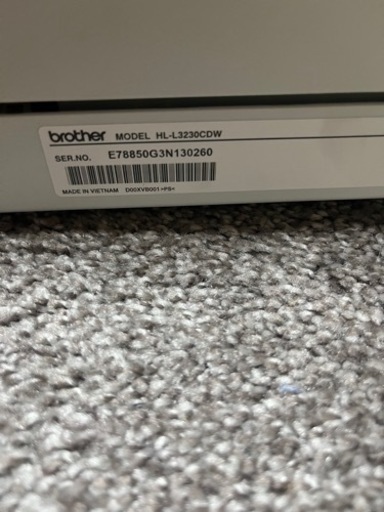 brother MODEL HL-L3230CDW
SER.NO. E78850G3N130260
MADE IN VIETNAM D00XVB001>PS<